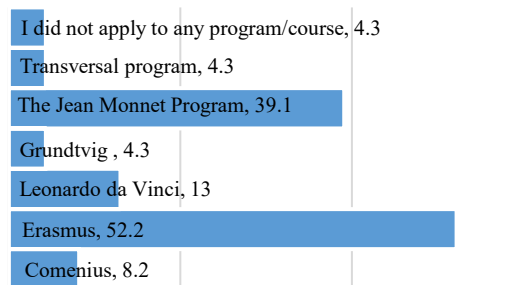 I did not apply to any program/course, 4.3
Transversal program, 4.3
The Jean Monnet Program, 39.1
Grundtvig , 4.3
Leonardo da Vinci, 13
Erasmus, 52.2
Comenius, 8.2